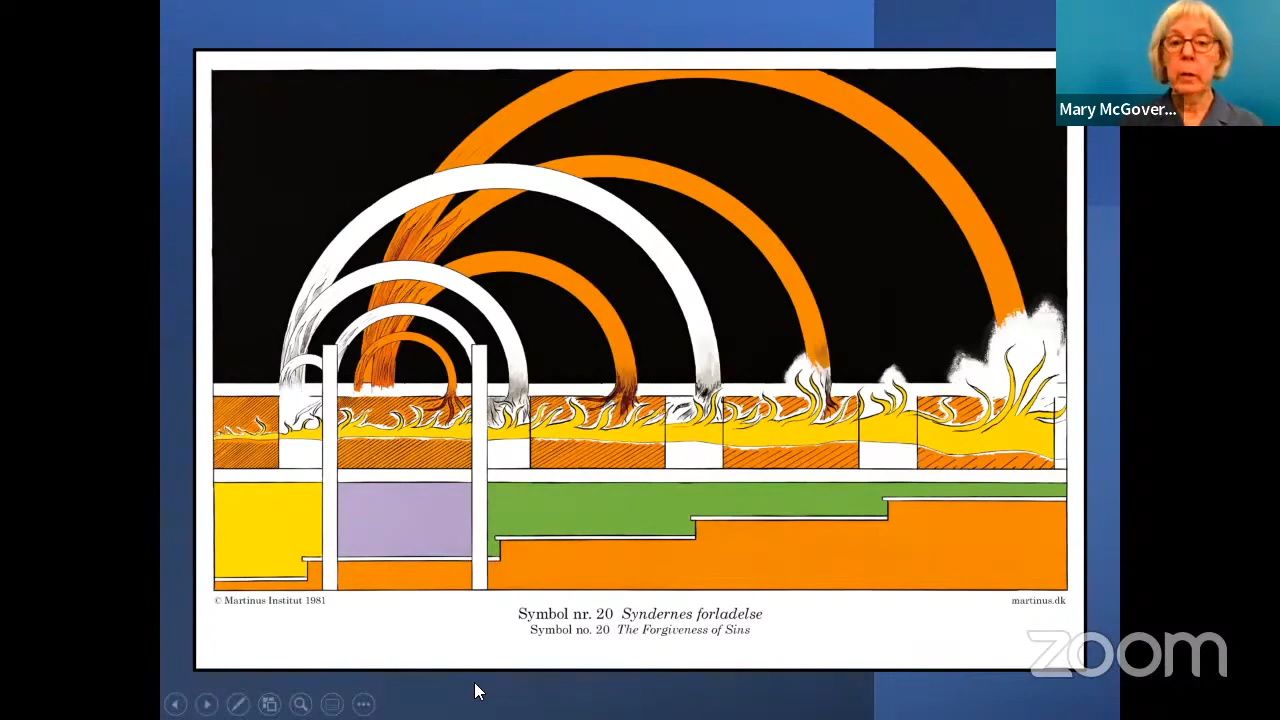 Mary McGover...
© Martinus Institut 1981
martinus.dk
Symbol nr. 20 Syndernes forladelse
Symbol no. 20 The Forgiveness of Sins
zoom